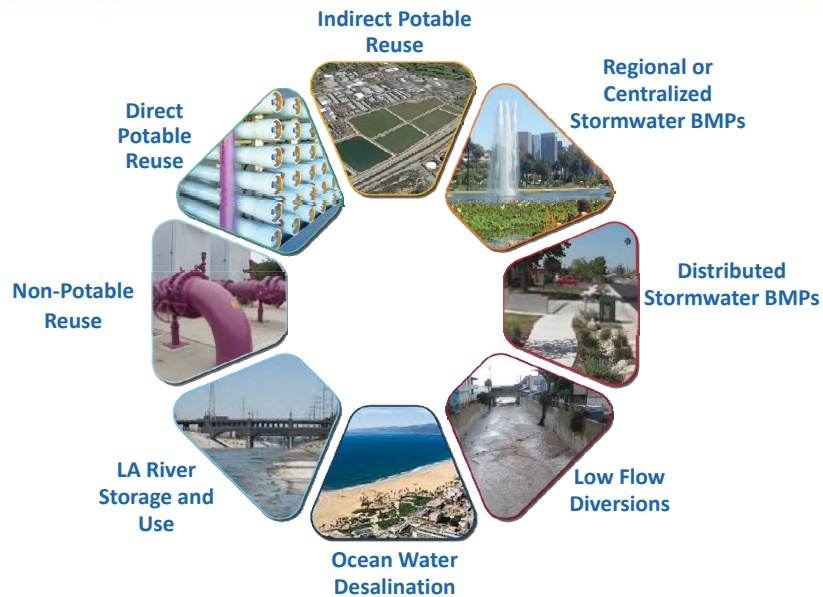 Indirect Potable
Reuse
Regional or
Centralized
Stormwater BMPs
Distributed
Stormwater BMPs
Low Flow
Diversions
Ocean Water
Desalination
LA River
Storage and
Use
Non-Potable
Reuse
Direct
Potable
Reuse